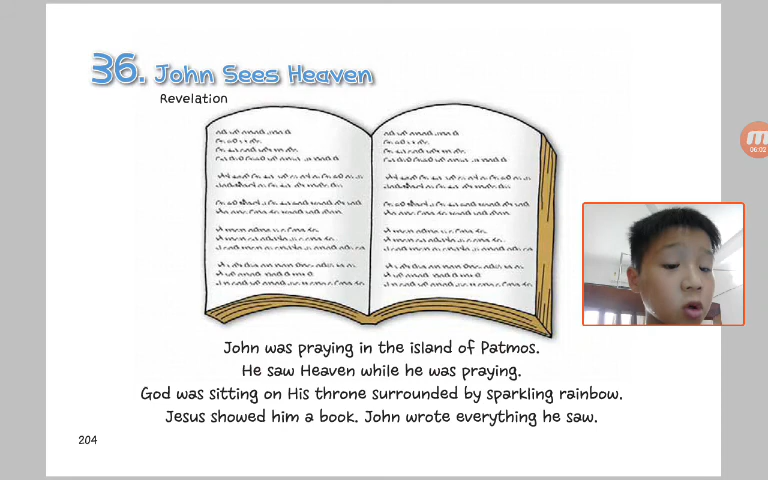 36. John Sees Heaven
Revelation
John was praying in the island of Patmos.
He saw Heaven while he was praying.
God was sitting on His throne surrounded by sparkling rainbow.
Jesus showed him a book. John wrote everything he saw.
204
06:02